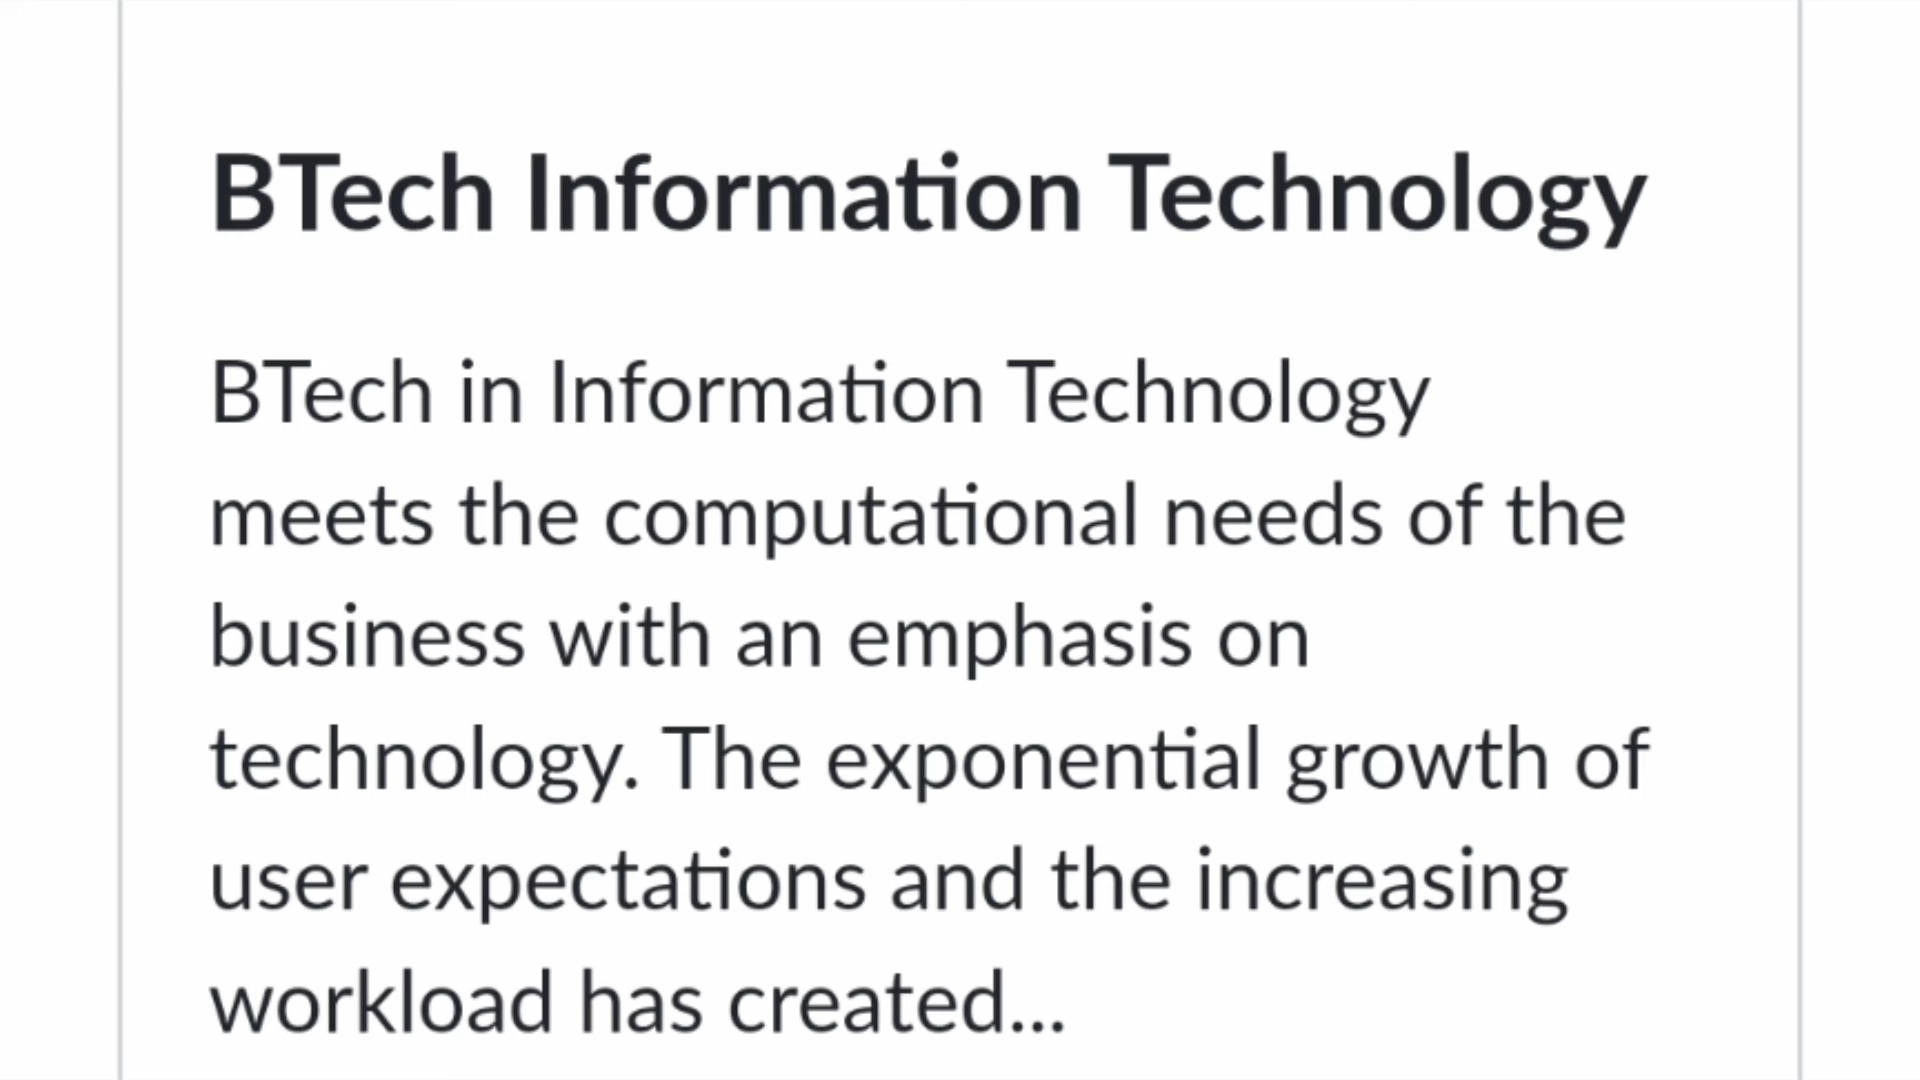 BTech Information Technology
BTech in Information Technology
meets the computational needs of the
business with an emphasis on
technology. The exponential growth of
user expectations and the increasing
workload has created...